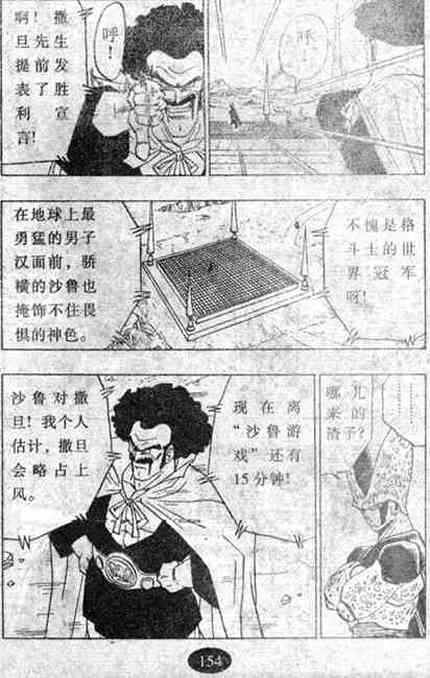 呼！
呼！
啊！撒
旦先生
提前发
表了胜
利宣
言！
不愧是格
斗士的世
界冠军
呀！
在地球上最
勇猛的男子
汉面前，骄
横的沙鲁也
掩饰不住畏
惧的神色。
…………
哪儿
来的
渣子？
现在离
“沙鲁游
戏”还有
15分钟！
沙鲁对撒
旦！我个人
估计，撒旦
会略占上
风。
154